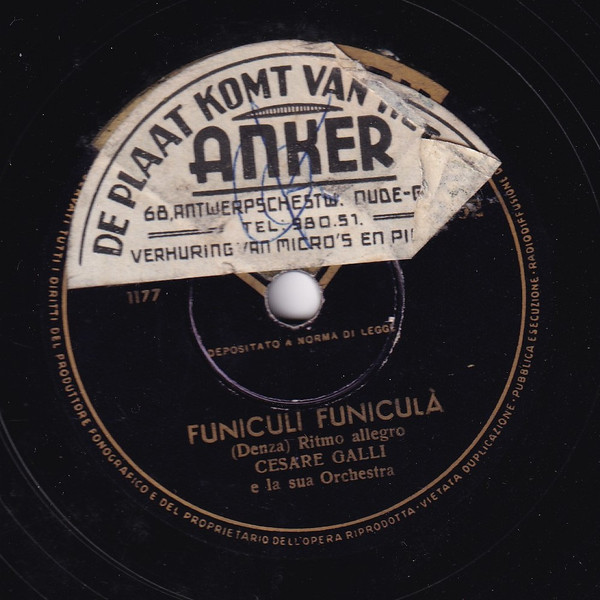 DE PLAAT KOMT VAN
ANKER
68, ANTWERPSCHESTW. OUDE-G
TEL. 980.51.
VERHURING VAN MICRO'S EN
1177
DEPOSITATO A NORMA DI LEGGE
FUNICULI FUNICULÀ
(Denza) Ritmo allegro
CESARE GALLI
e la sua Orchestra
TUTTI I DIRITTI DEL PRODUTTORE FONOGRAFICO E DEL PROPRIETARIO DELL'OPERA RIPRODOTTA · VIETATA DUPLICAZIONE · PUBBLICA ESECUZIONE · RADIODIFFUSIONE